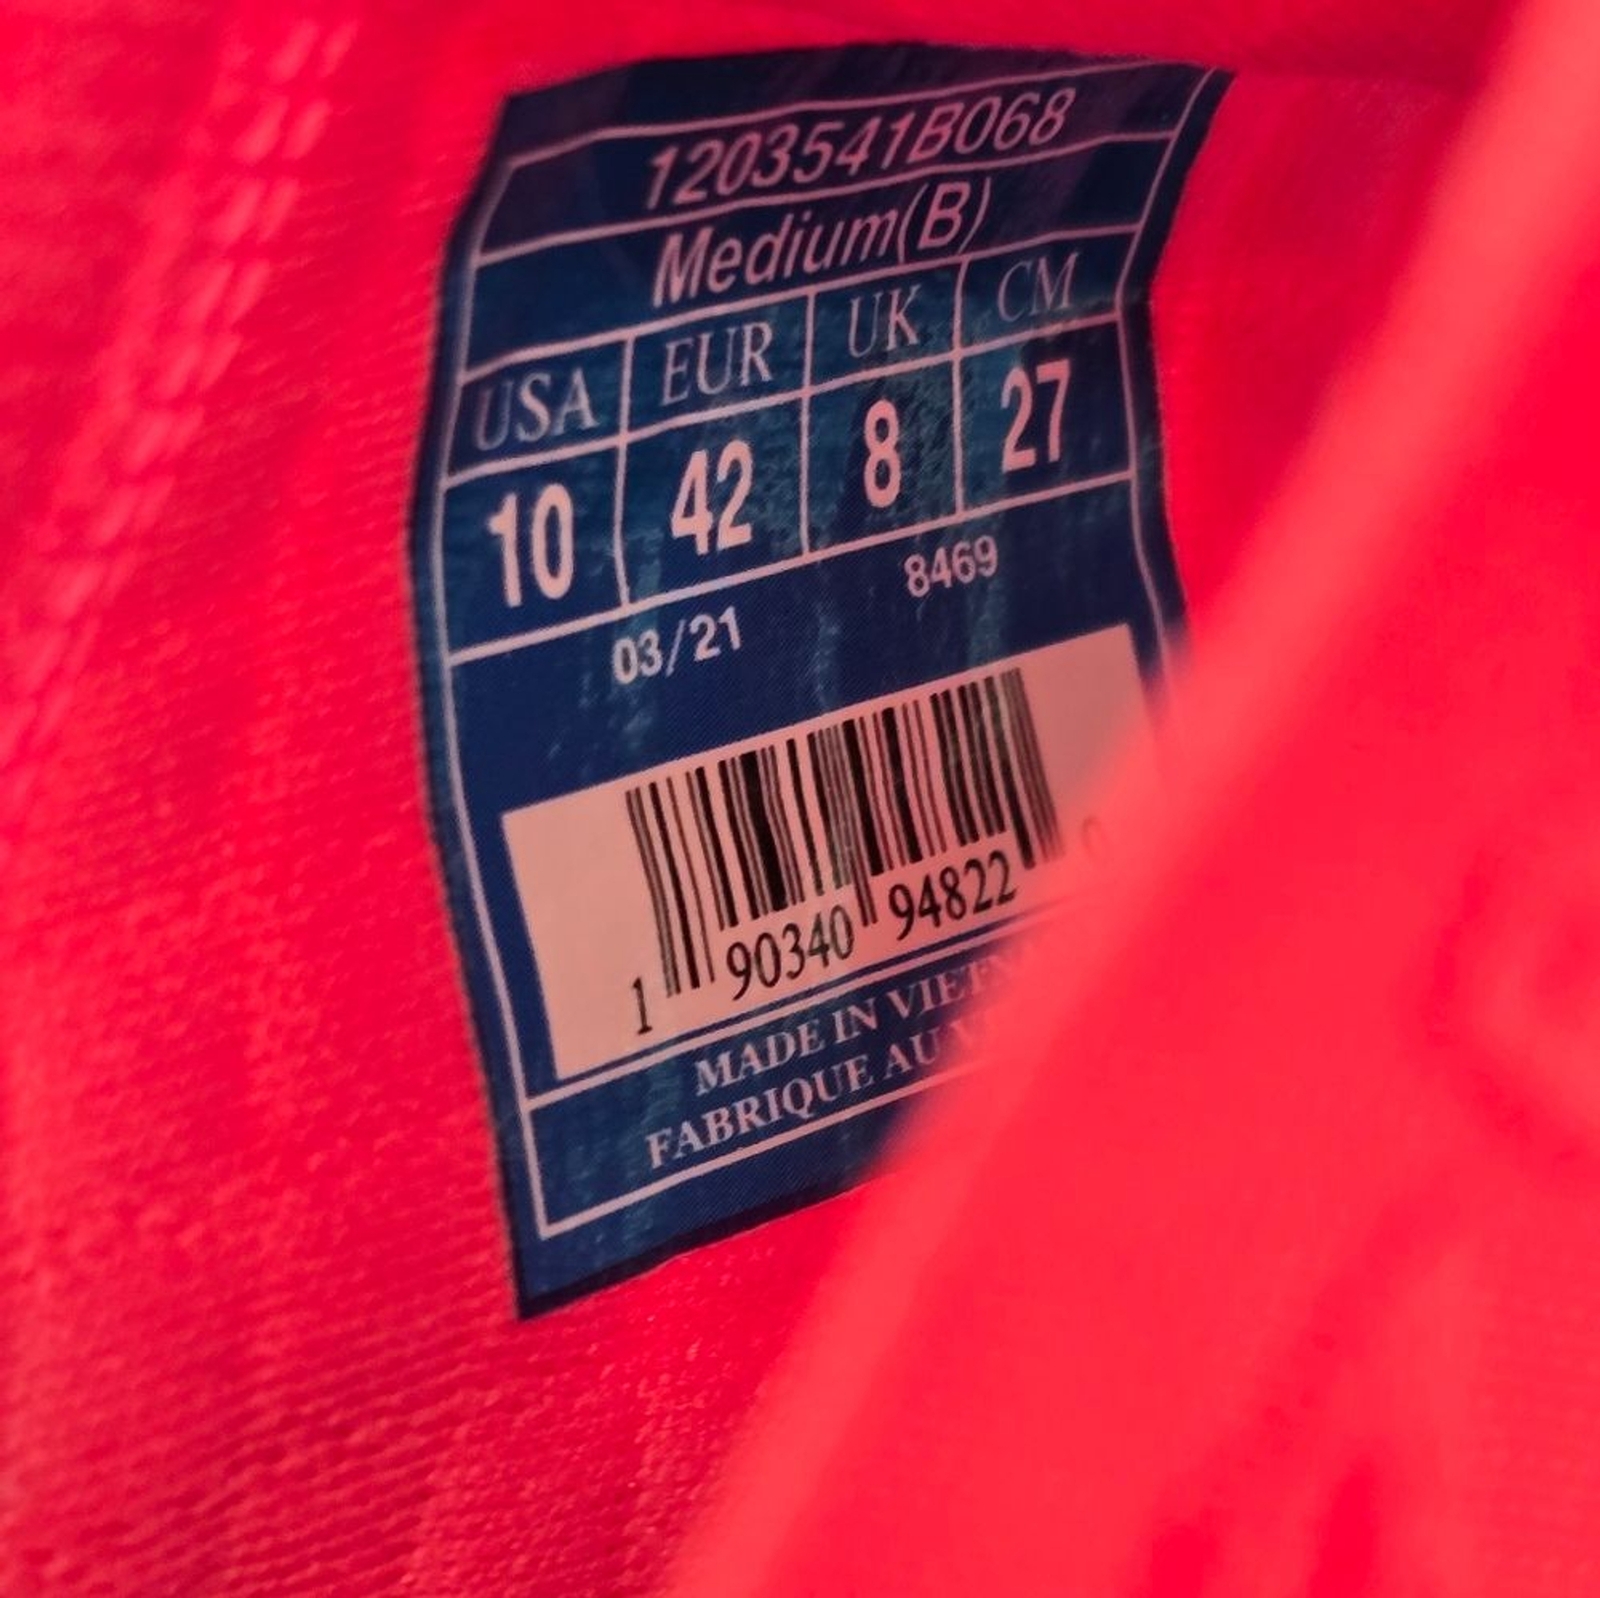 1203541B068
Medium(B)
USA EUR UK CM
10 42 8 27
03/21 8469
1 90340 94822
MADE IN
FABRIQUE AU